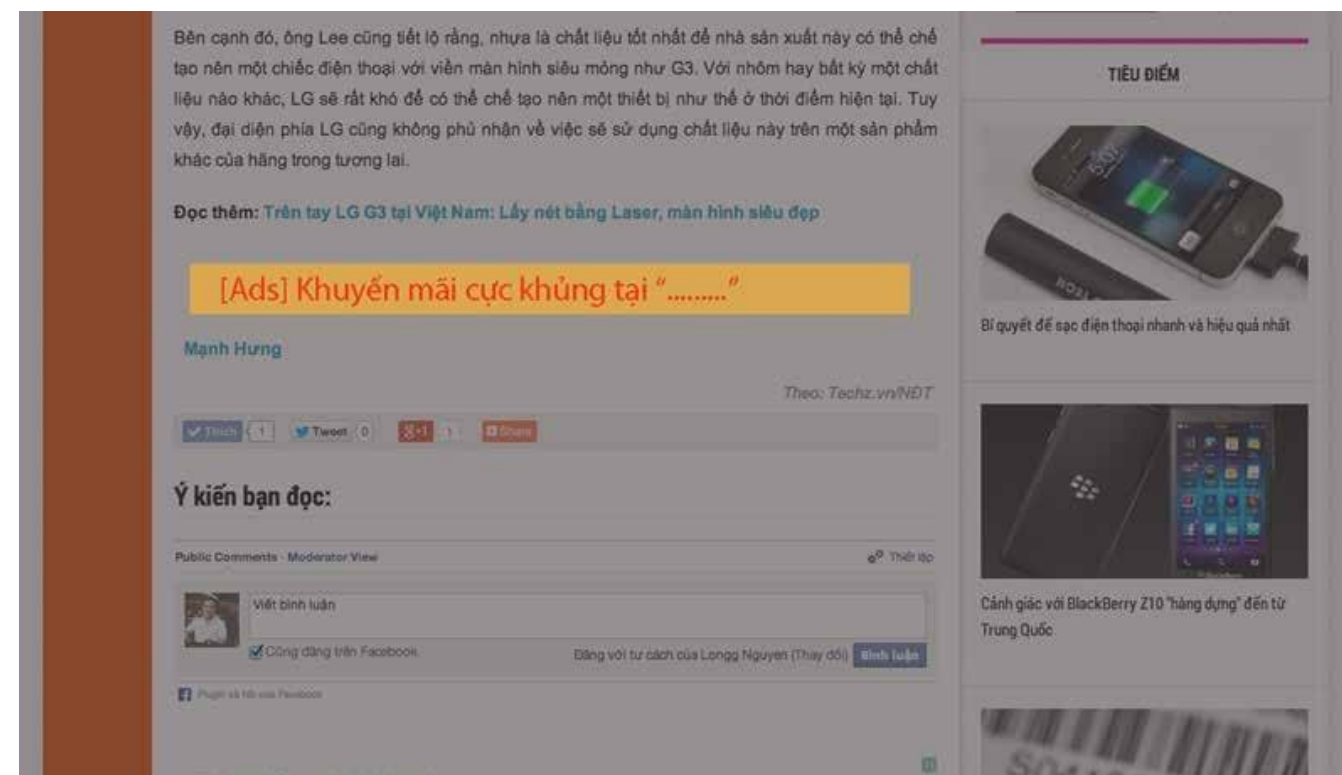 Bên cạnh đó, ông Lee cũng tiết lộ rằng, nhựa là chất liệu tốt nhất để nhà sản xuất này có thể chế
tạo nên một chiếc điện thoại với viền màn hình siêu mỏng như G3. Với nhôm hay bất kỳ một chất
liệu nào khác, LG sẽ rất khó để có thể chế tạo nên một thiết bị như thế ở thời điểm hiện tại. Tuy
vậy, đại diện phía LG cũng không phủ nhận về việc sẽ sử dụng chất liệu này trên một sản phẩm
khác của hãng trong tương lai.
Đọc thêm: Trên tay LG G3 tại Việt Nam: Lấy nét bằng Laser, màn hình siêu đẹp
[Ads] Khuyến mãi cực khủng tại “.........”
Mạnh Hưng
Theo: Techz.vn/NĐT
Thích 1 Tweet 0 g+1 1 Share
Ý kiến bạn đọc:
Public Comments · Moderator View Thiết lập
Viết bình luận
Cũng đăng trên Facebook.
Đăng với tư cách của Longg Nguyen (Thay đổi) Bình luận
Plugin xã hội của Facebook
TIÊU ĐIỂM
5:07
Bí quyết để sạc điện thoại nhanh và hiệu quả nhất
BlackBerry
Cảnh giác với BlackBerry Z10 "hàng dựng" đến từ
Trung Quốc